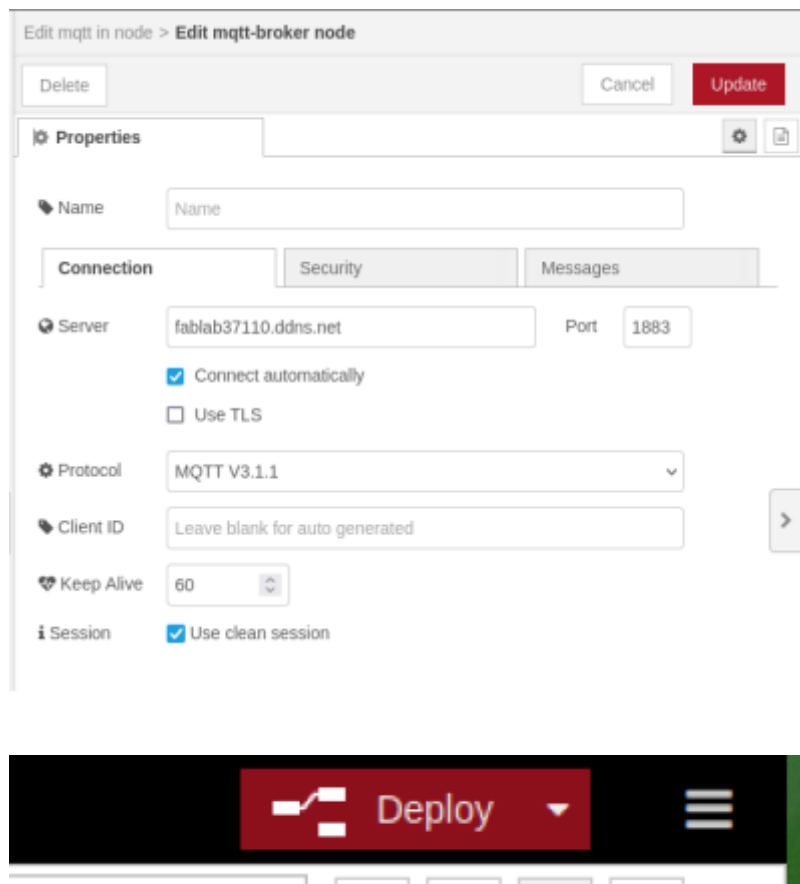 Edit mqtt in node > Edit mqtt-broker node
Delete Cancel Update
Properties
Name Name
Connection Security Messages
Server fablab37110.ddns.net Port 1883
Connect automatically
Use TLS
Protocol MQTT V3.1.1
Client ID Leave blank for auto generated
Keep Alive 60
Session Use clean session
Deploy